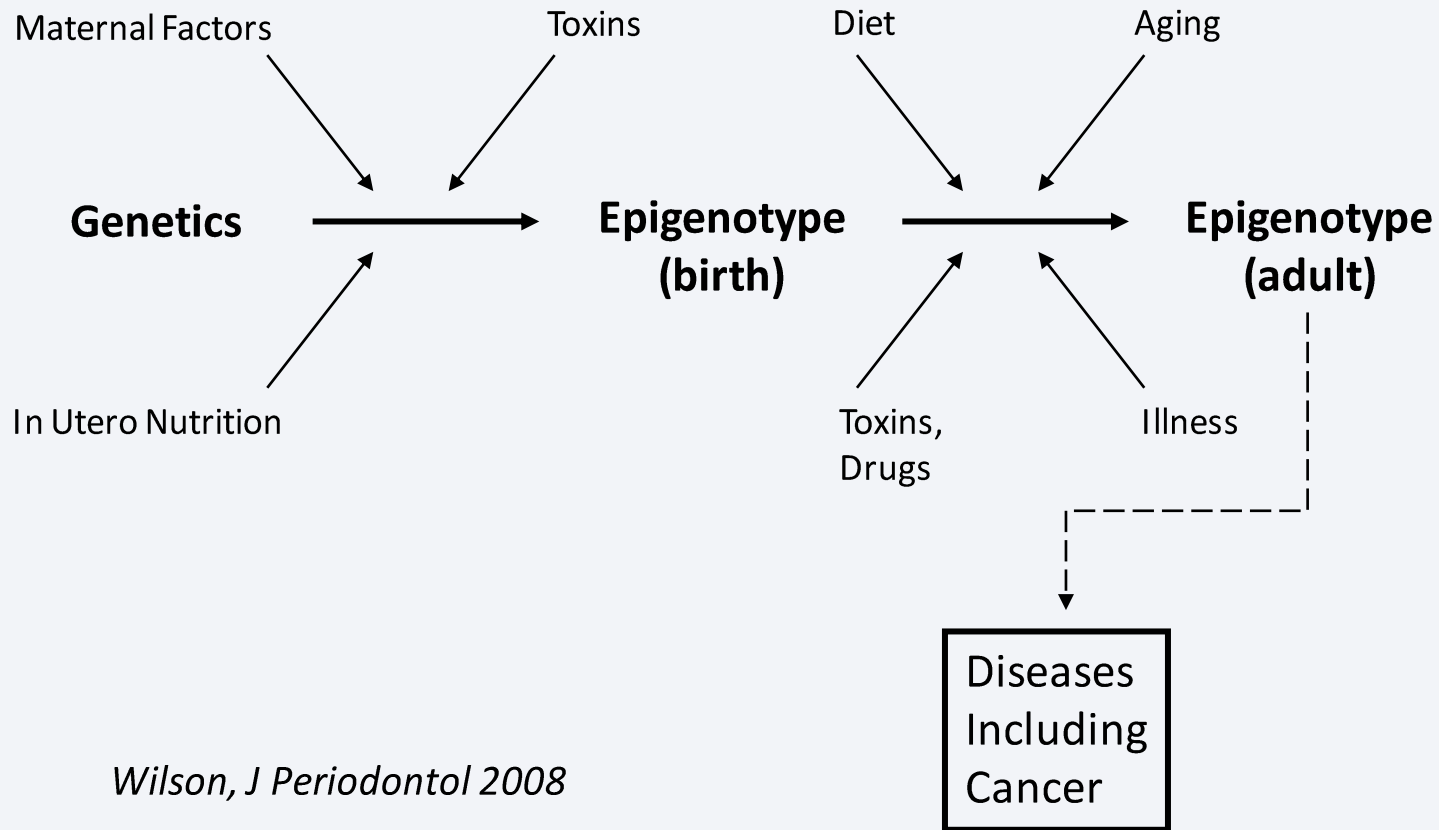 Maternal Factors
Toxins
Diet
Aging
Genetics
Epigenotype
(birth)
Epigenotype
(adult)
In Utero Nutrition
Toxins,
Drugs
Illness
Diseases
Including
Cancer
Wilson, J Periodontol 2008